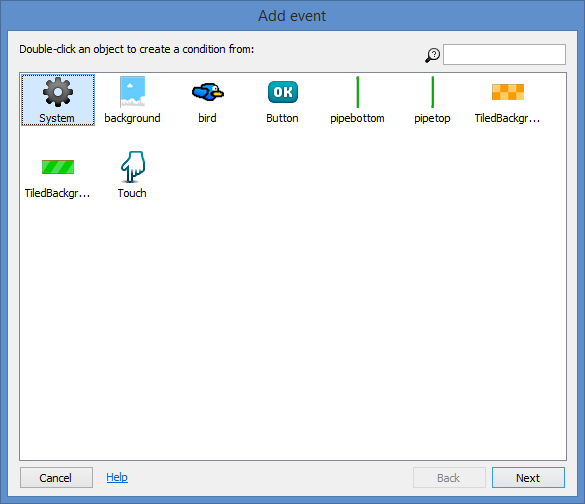 Add event
Double-click an object to create a condition from:
System background bird Button pipebottom pipetop TiledBackgr...
OK
TiledBackgr... Touch
Cancel Help Back Next